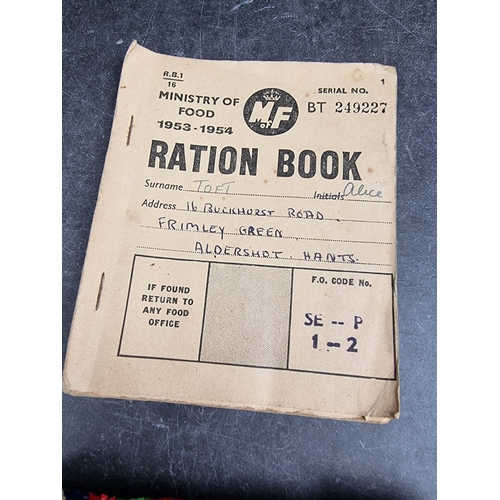 R.B.1
16
MINISTRY OF FOOD
1953-1954
M OF F
SERIAL NO.
BT 249227
1
RATION BOOK
Surname TOFT Initials Alice
Address 16 BUCKHURST ROAD.
FRIMLEY GREEN.
ALDERSHOT. HANTS.
IF FOUND
RETURN TO
ANY FOOD
OFFICE
F.O. CODE No.
SE -- P
1 - 2